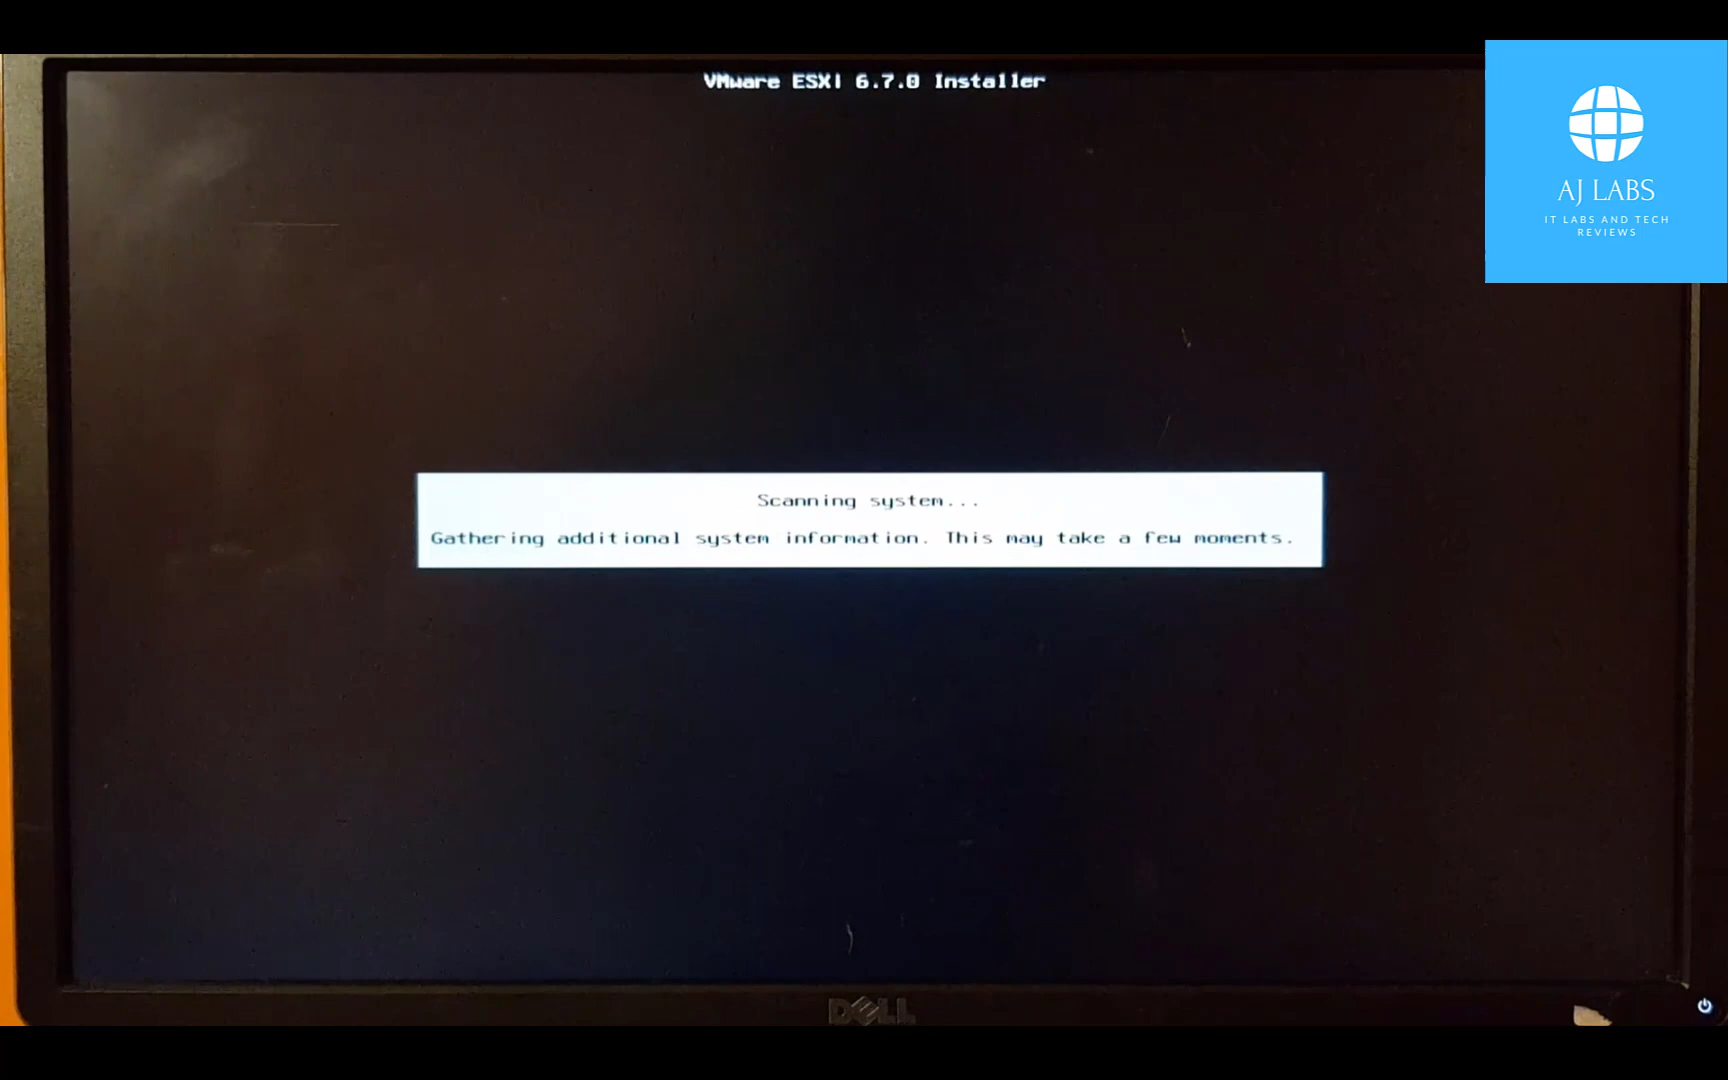 VMware ESXi 6.7.0 Installer
AJ LABS
IT LABS AND TECH
REVIEWS
Scanning system...
Gathering additional system information. This may take a few moments.
DELL